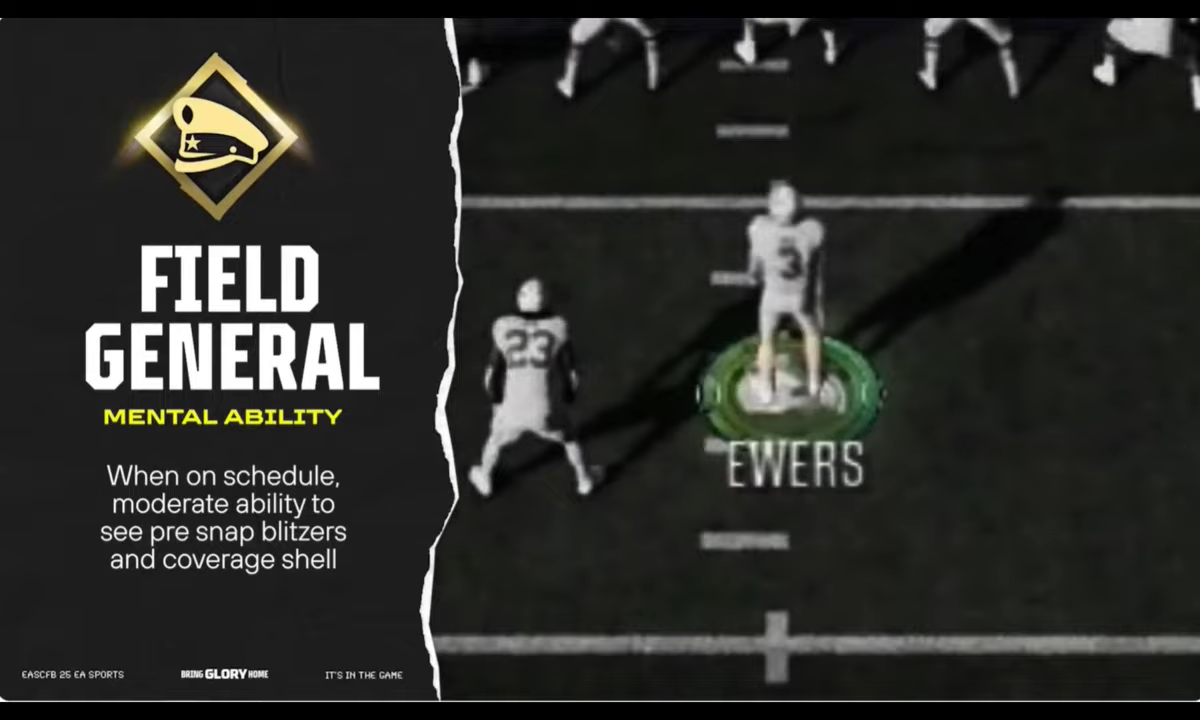 FIELD
GENERAL
MENTAL ABILITY
When on schedule,
moderate ability to
see pre snap blitzers
and coverage shell
EASCFB 25 EA SPORTS
BRING GLORY HOME
IT'S IN THE GAME
3
23
EWERS